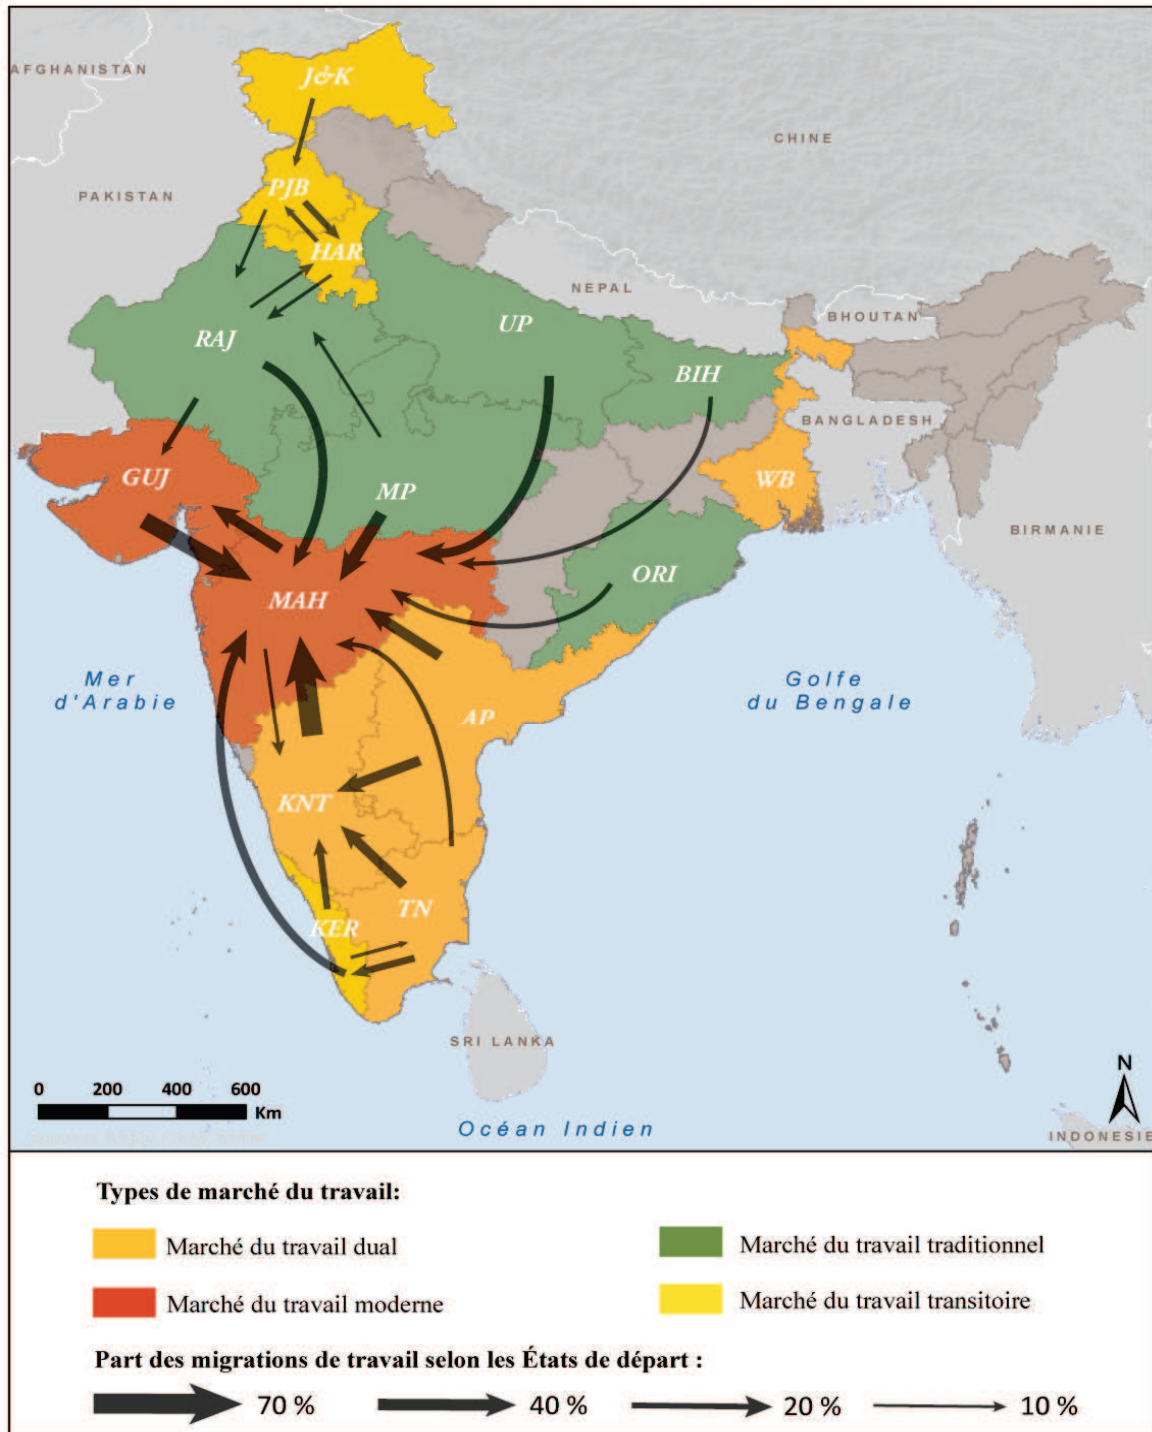 AFGHANISTAN
J&K
CHINE
PAKISTAN
PJB
HAR
NEPAL
BHOUTAN
RAJ
UP
BIH
BANGLADESH
GUJ
MP
WB
BIRMANIE
ORI
MAH
Mer
d'Arabie
Golfe
du Bengale
AP
KNT
TN
KER
SRI LANKA
0 200 400 600
Km
N
Océan Indien
INDONESIE
Types de marché du travail:
Marché du travail dual
Marché du travail traditionnel
Marché du travail moderne
Marché du travail transitoire
Part des migrations de travail selon les États de départ :
70 % 40 % 20 % 10 %